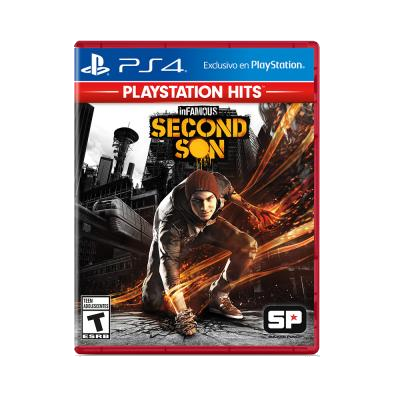 PS4
Exclusivo en PlayStation
PLAYSTATION HITS
inFAMOUS
SECOND
SON
TEEN
ADOLESCENTES
T
ESRB
SP